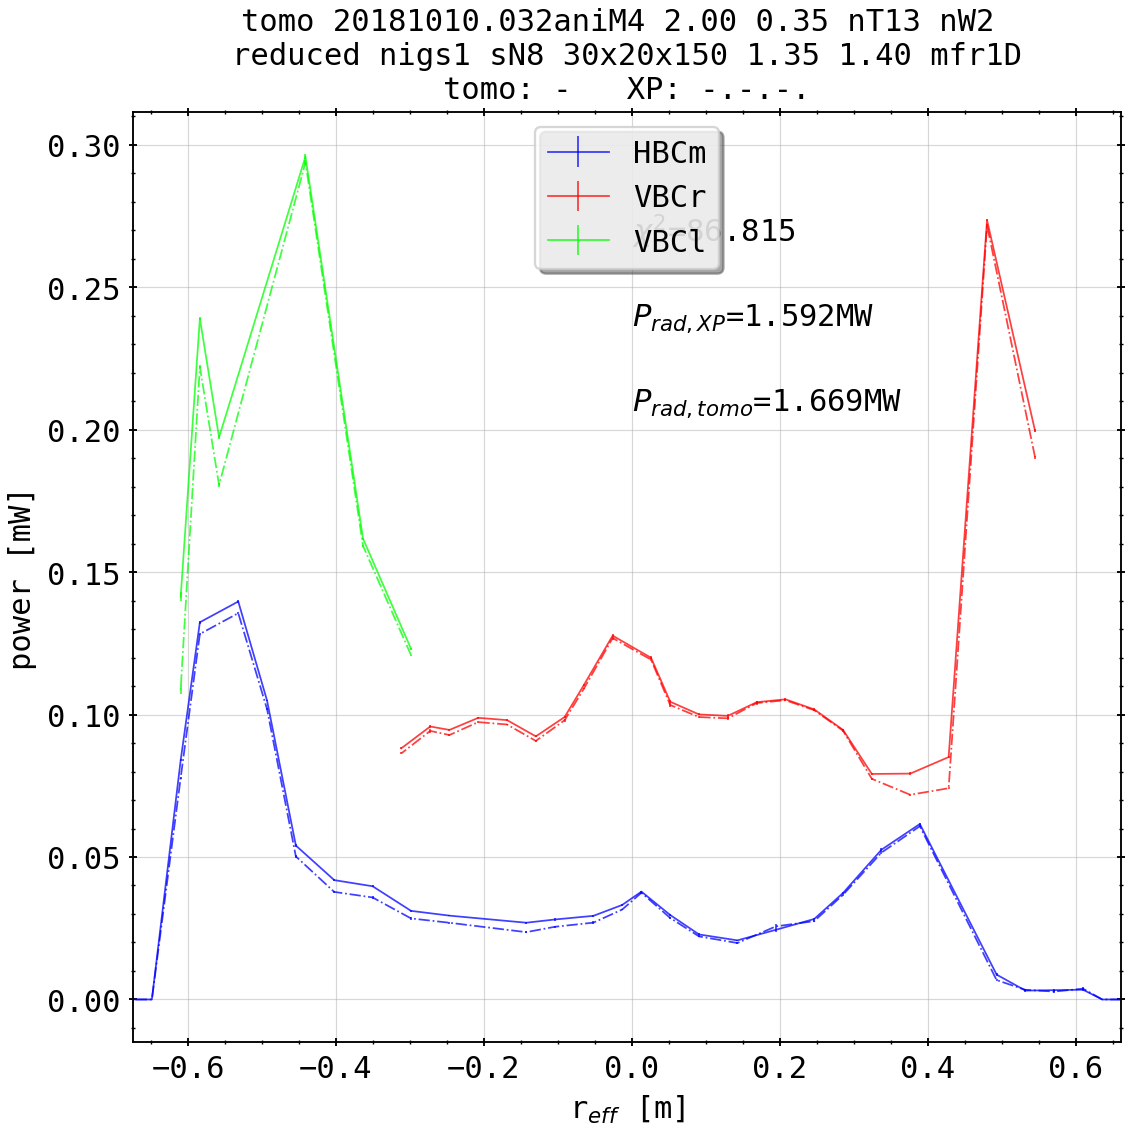 tomo 20181010.032aniM4 2.00 0.35 nT13 nW2
reduced nigs1 sN8 30x20x150 1.35 1.40 mfr1D
tomo: -   XP: -.-.-.
HBCm
VBCr
VBCl
χ²=86.815
P_rad,XP=1.592MW
P_rad,tomo=1.669MW
power [mW]
0.30
0.25
0.20
0.15
0.10
0.05
0.00
−0.6 −0.4 −0.2 0.0 0.2 0.4 0.6
r_eff [m]